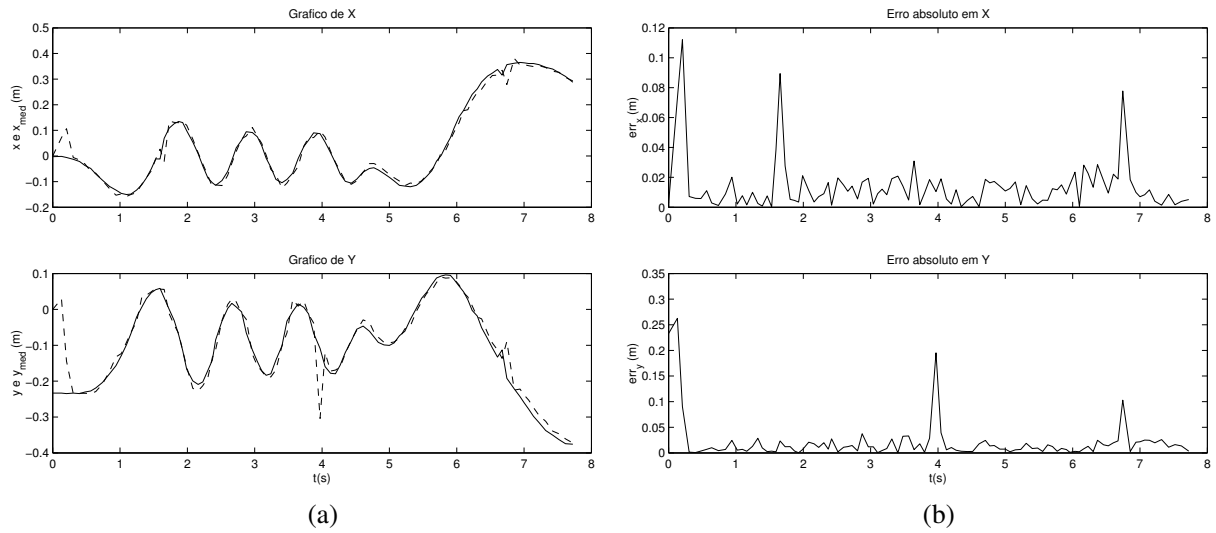 Grafico de X
0.5
0.4
0.3
0.2
0.1
0
−0.1
−0.2
x e x_med (m)
0 1 2 3 4 5 6 7 8
Grafico de Y
0.1
0
−0.1
−0.2
−0.3
−0.4
y e y_med (m)
0 1 2 3 4 5 6 7 8
t(s)
(a)
Erro absoluto em X
0.12
0.1
0.08
0.06
0.04
0.02
0
err_x (m)
0 1 2 3 4 5 6 7 8
Erro absoluto em Y
0.35
0.3
0.25
0.2
0.15
0.1
0.05
0
err_y (m)
0 1 2 3 4 5 6 7 8
t(s)
(b)